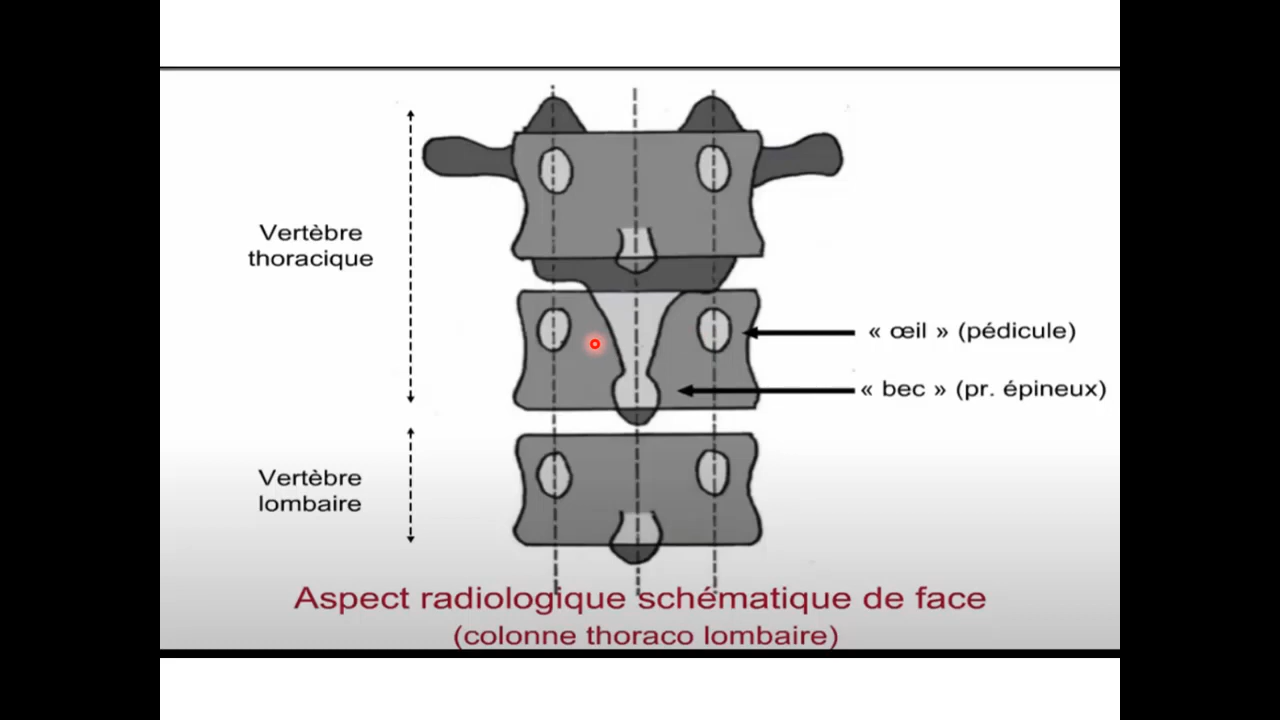 Vertèbre
thoracique
« œil » (pédicule)
« bec » (pr. épineux)
Vertèbre
lombaire
Aspect radiologique schématique de face
(colonne thoraco lombaire)